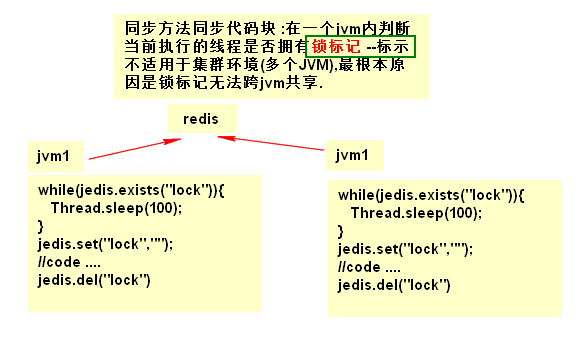 同步方法同步代码块 :在一个jvm内判断
当前执行的线程是否拥有锁标记 --标示
不适用于集群环境(多个JVM),最根本原
因是锁标记无法跨jvm共享.
redis
jvm1
jvm1
while(jedis.exists("lock")){
Thread.sleep(100);
}
jedis.set("lock","");
//code ....
jedis.del("lock")
while(jedis.exists("lock")){
Thread.sleep(100);
}
jedis.set("lock","");
//code ....
jedis.del("lock")